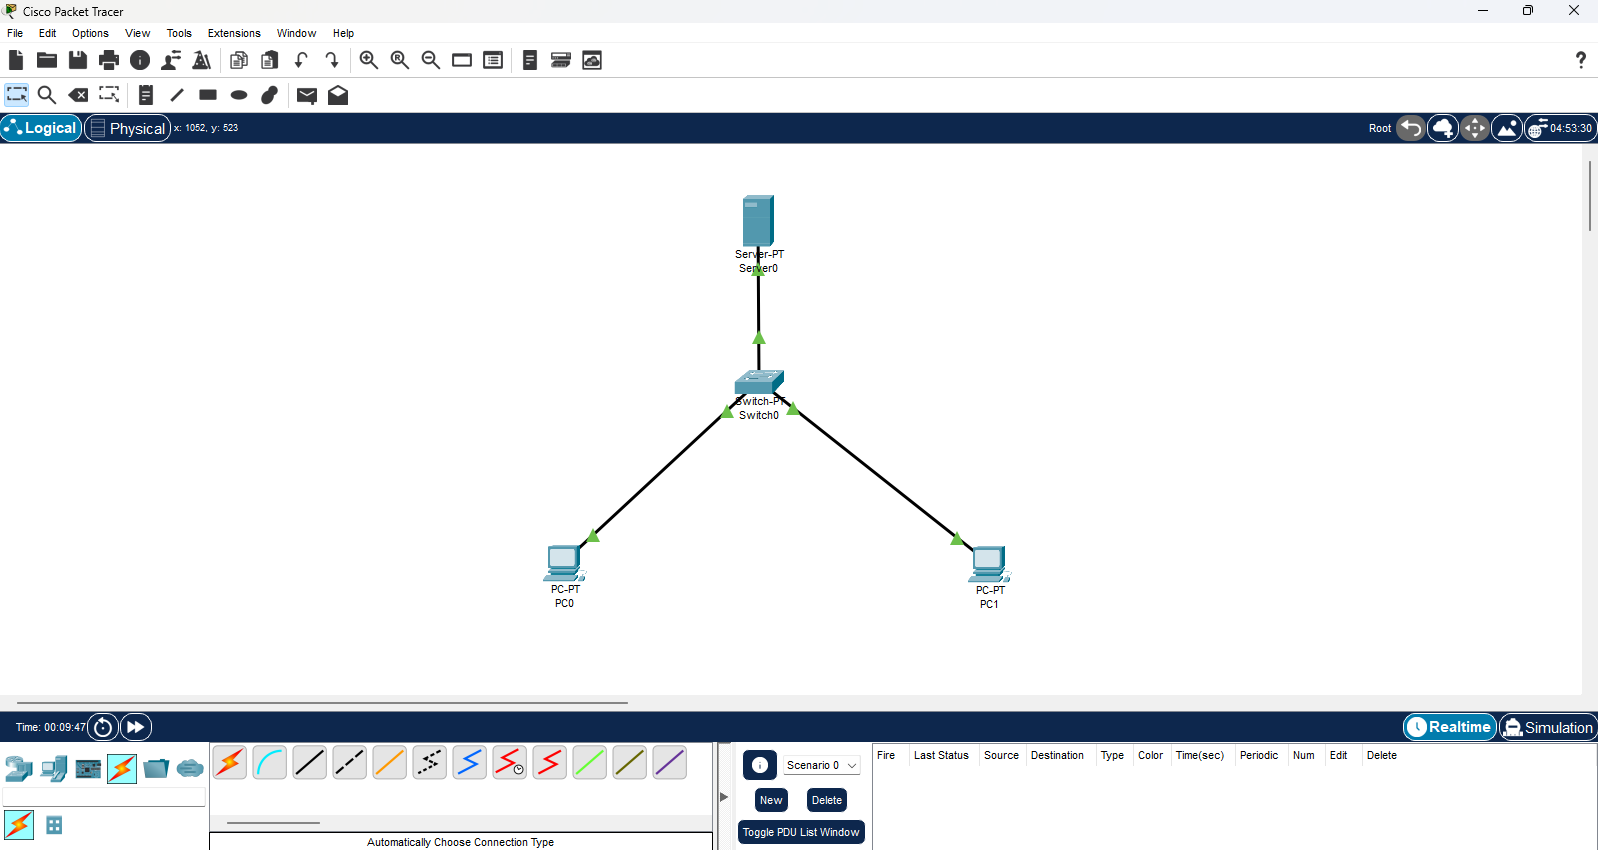 Cisco Packet Tracer
File Edit Options View Tools Extensions Window Help
Logical Physical x: 1052, y: 523 Root 04:53:30
Server-PT
Server0
Switch-PT
Switch0
PC-PT
PC0
PC-PT
PC1
Time: 00:09:47 Realtime Simulation
Fire Last Status Source Destination Type Color Time(sec) Periodic Num Edit Delete
Scenario 0
New Delete
Toggle PDU List Window
Automatically Choose Connection Type